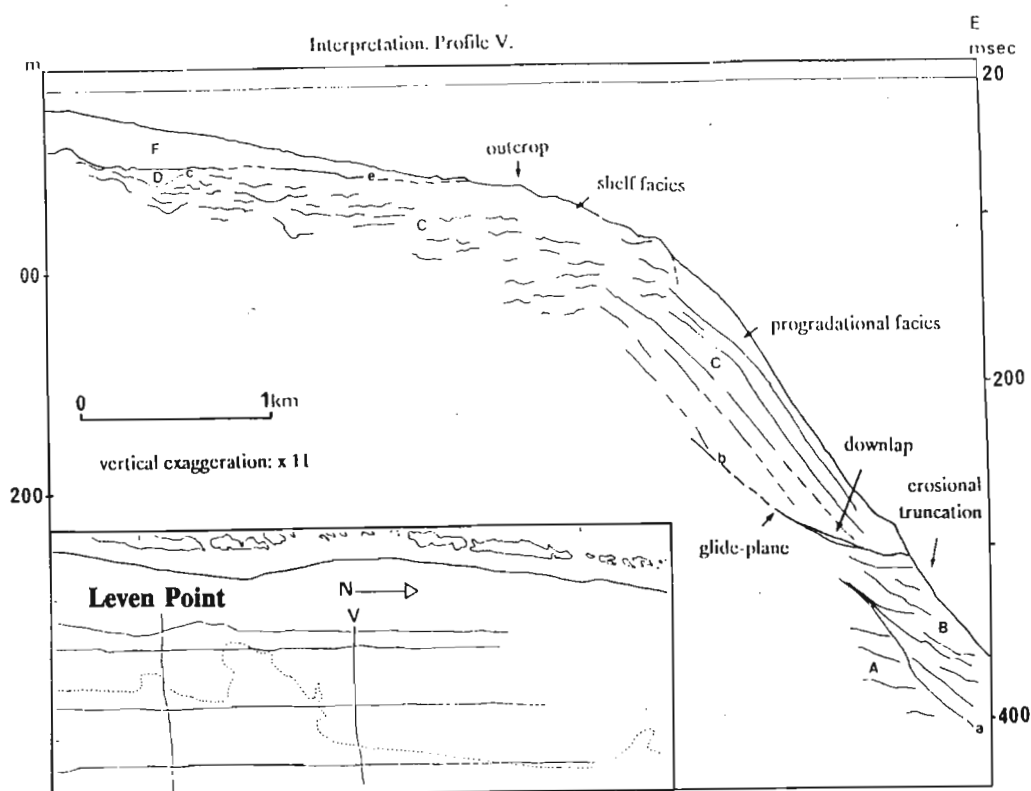 E
Interpretation. Profile V.
msec
m
20
F
outcrop
D
c
e
shelf facies
C
00
progradational facies
C
200
0
1km
vertical exaggeration: x 11
downlap
b
erosional
truncation
200
glide-plane
N
Leven Point
V
B
A
400
a